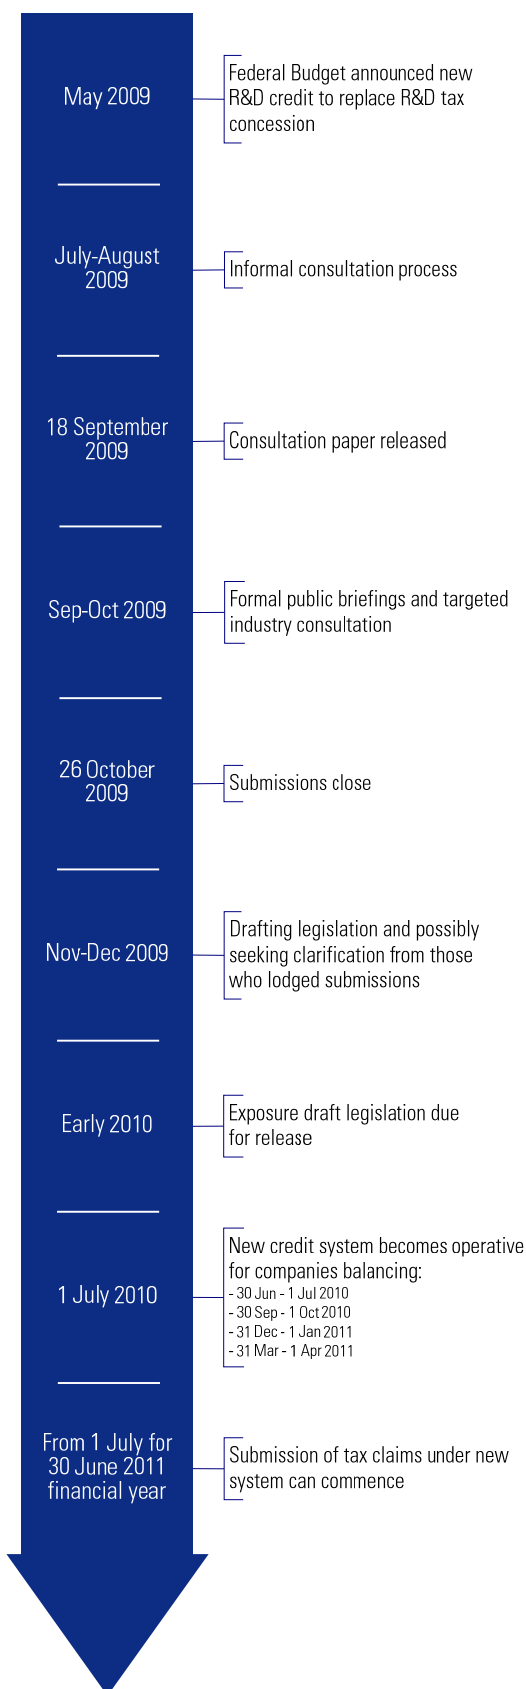 May 2009
Federal Budget announced new
R&D credit to replace R&D tax
concession
July-August
2009
Informal consultation process
18 September
2009
Consultation paper released
Sep-Oct 2009
Formal public briefings and targeted
industry consultation
26 October
2009
Submissions close
Nov-Dec 2009
Drafting legislation and possibly
seeking clarification from those
who lodged submissions
Early 2010
Exposure draft legislation due
for release
1 July 2010
New credit system becomes operative
for companies balancing:
- 30 Jun - 1 Jul 2010
- 30 Sep - 1 Oct 2010
- 31 Dec - 1 Jan 2011
- 31 Mar - 1 Apr 2011
From 1 July for
30 June 2011
financial year
Submission of tax claims under new
system can commence